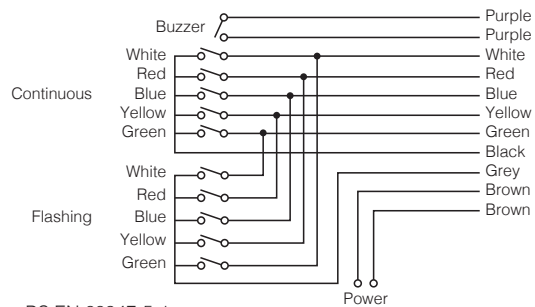 Buzzer
Purple
Purple
White
White
Red
Red
Continuous
Blue
Blue
Yellow
Yellow
Green
Green
Black
White
Grey
Red
Brown
Flashing
Blue
Brown
Yellow
Green
Power